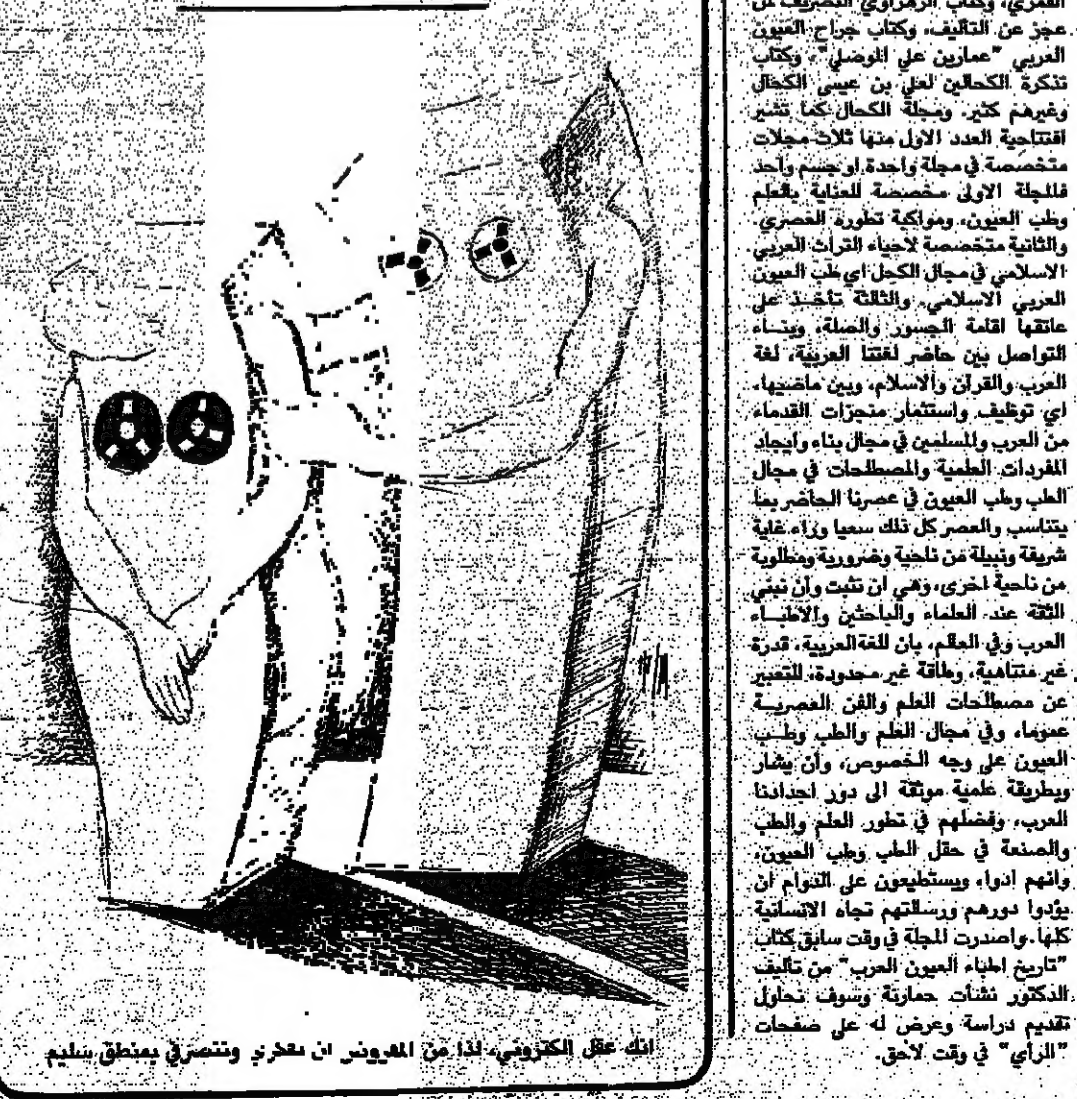 القمري، وكتاب الزهراوي التصريف لمن
عجز عن التأليف، وكتاب جراح العيون
العربي "عمارين علي الموصلي"، وكتاب
تذكرة الكحالين لعلي بن عيسى الكحال
وغيرهم كثير. ومجلة الكحال كما تشير
افتتاحية العدد الاول منها ثلاث مجلات
متخصصة في مجلة واحدة او جسم واحد
فالمجلة الاولى مخصصة للعناية بالعلم
وطب العيون، ومواكبة تطوره العصري.
والثانية متخصصة لاحياء التراث العربي
الاسلامي في مجال الكحل اي طب العيون
العربي الاسلامي. والثالثة تأخذ على
عاتقها اقامة الجسور والصلة، وبناء
التواصل بين حاضر لغتنا العربية، لغة
العرب والقرآن والاسلام، وبين ماضيها،
اي توظيف واستثمار منجزات القدماء
من العرب والمسلمين في مجال بناء وايجاد
المفردات العلمية والمصطلحات في مجال
الطب وطب العيون في عصرنا الحاضر بما
يتناسب والعصر كل ذلك سعيا وراء غاية
شريفة ونبيلة من ناحية وضرورية ومطلوبة
من ناحية اخرى، وهي ان نثبت وأن نبني
الثقة عند العلماء والباحثين والاطباء
العرب وفي العالم، بان للغة العربية، قدرة
غير متناهية، وطاقة غير محدودة، للتعبير
عن مصطلحات العلم والفن العصرية
عموما، وفي مجال العلم والطب وطب
العيون على وجه الخصوص، وأن يشار
وبطريقة علمية موثقة الى دور اجدادنا
العرب، وفضلهم في تطور العلم والطب
والصنعة في حقل الطب وطب العيون،
وانهم ادوا، ويستطيعون على الدوام ان
يؤدوا دورهم ورسالتهم تجاه الانسانية
كلها. واصدرت المجلة في وقت سابق كتاب
"تاريخ اطباء العيون العرب" من تأليف
الدكتور نشأت حمارنة وسوف نحاول
تقديم دراسة وعرض له على صفحات
"الرأي" في وقت لاحق.
انك عقل الكتروني، لذا من المفروض ان تفكري وتتصرفي بمنطق سليم